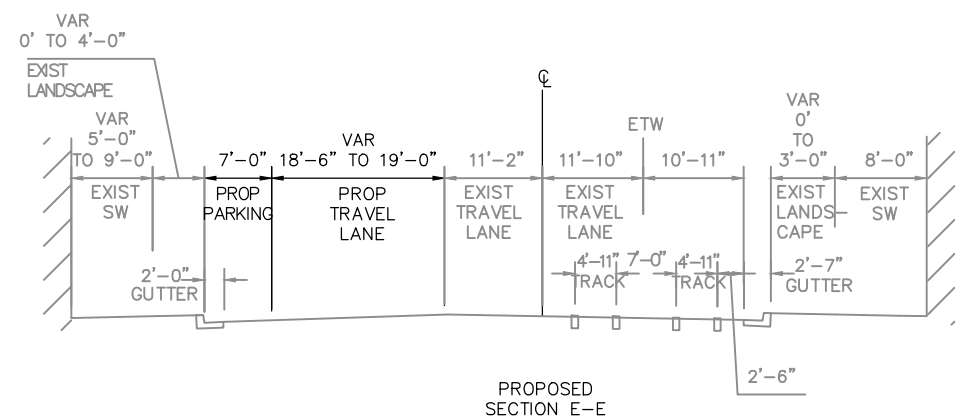 VAR
0' TO 4'-0"
EXIST
LANDSCAPE
VAR
5'-0"
TO 9'-0"
EXIST
SW
7'-0"
PROP
PARKING
VAR
18'-6" TO 19'-0"
PROP
TRAVEL
LANE
11'-2"
EXIST
TRAVEL
LANE
℄
11'-10"
EXIST
TRAVEL
LANE
ETW
10'-11"
VAR
0'
TO
3'-0"
EXIST
LANDS-
CAPE
8'-0"
EXIST
SW
2'-0"
GUTTER
4'-11"
TRACK
7'-0"
4'-11"
TRACK
2'-7"
GUTTER
2'-6"
PROPOSED
SECTION E-E